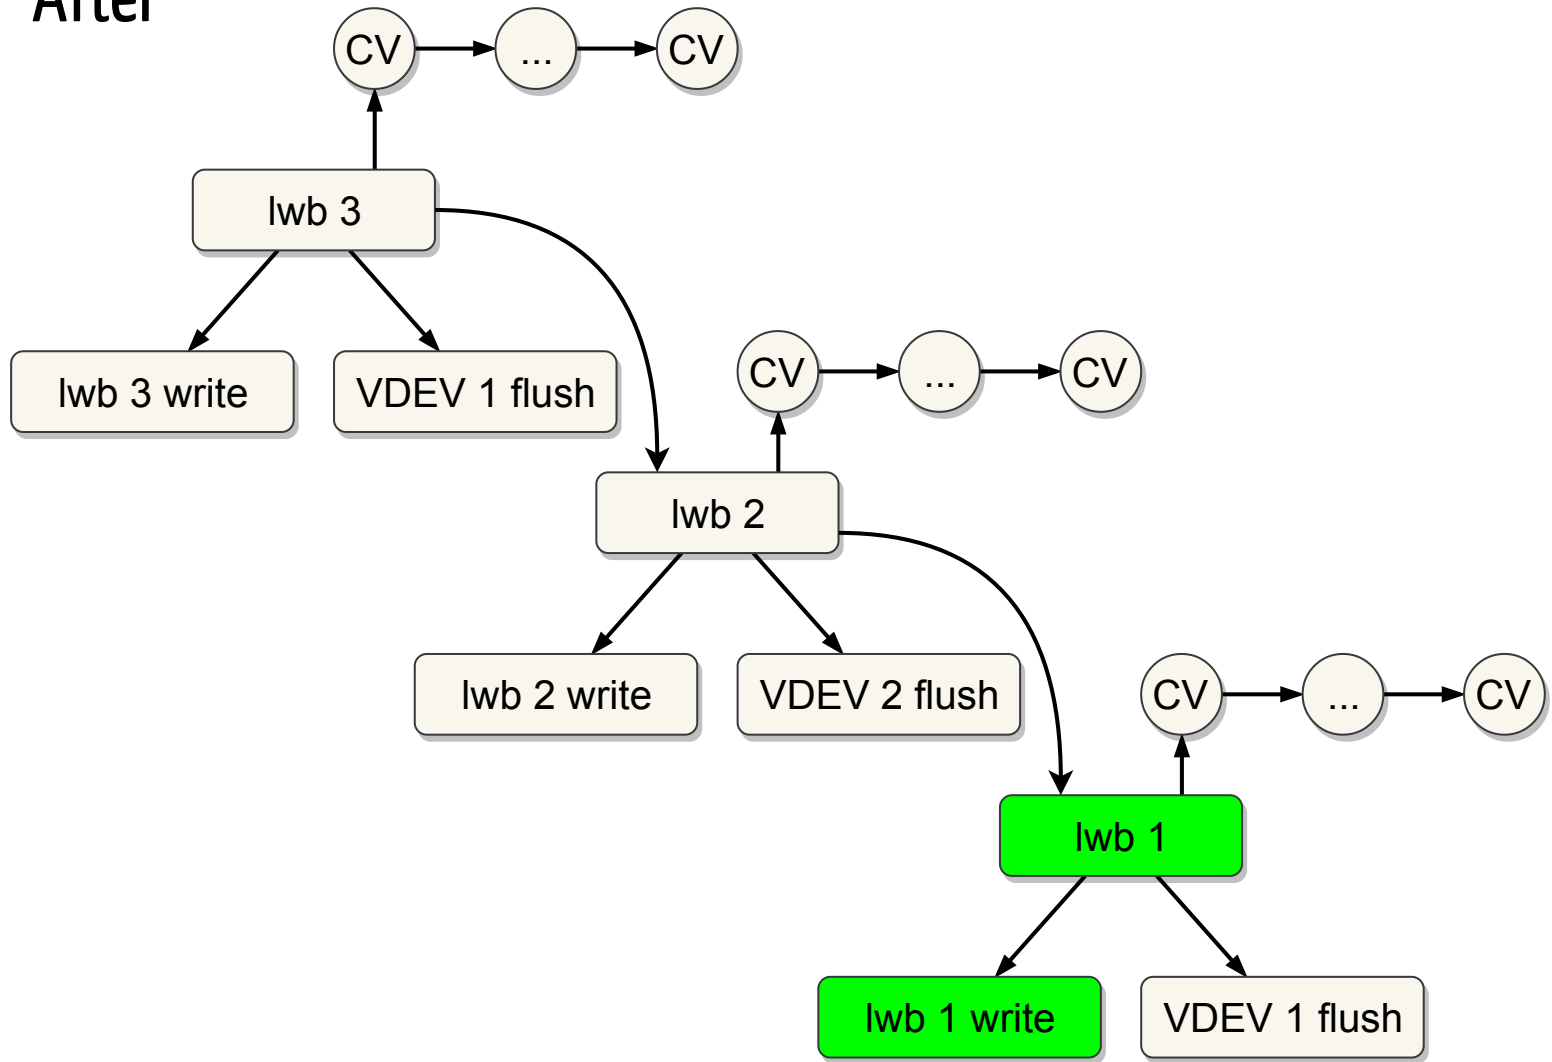 After
CV ... CV
lwb 3
lwb 3 write VDEV 1 flush
CV ... CV
lwb 2
lwb 2 write VDEV 2 flush
CV ... CV
lwb 1
lwb 1 write VDEV 1 flush